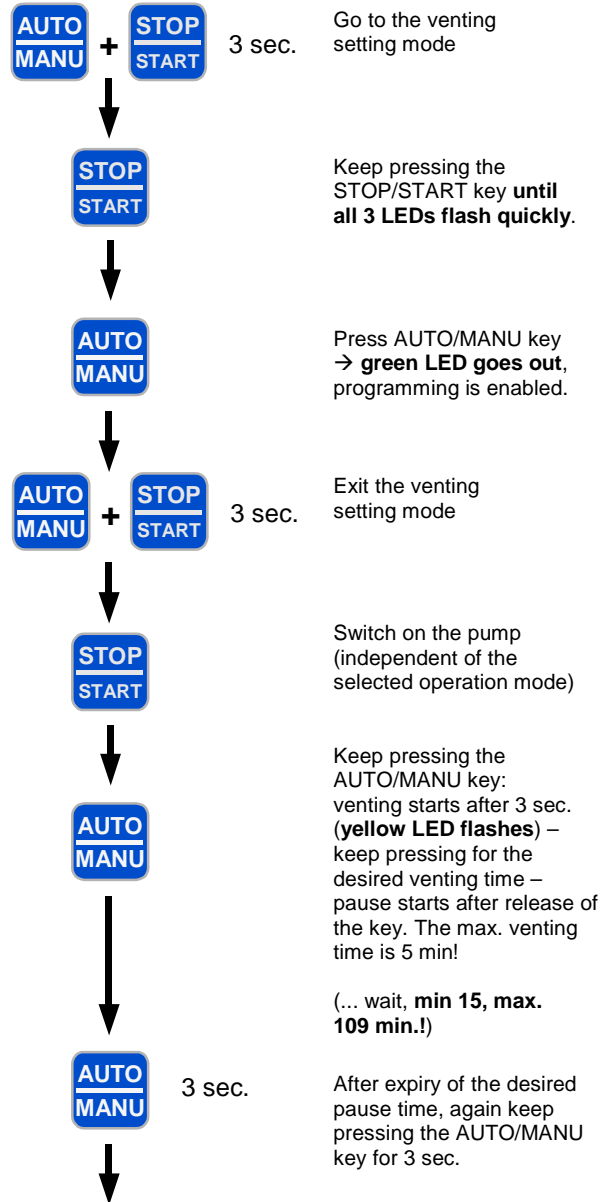 AUTO
MANU
+
STOP
START
3 sec.
Go to the venting
setting mode
STOP
START
Keep pressing the
STOP/START key until
all 3 LEDs flash quickly.
AUTO
MANU
Press AUTO/MANU key
→ green LED goes out,
programming is enabled.
AUTO
MANU
+
STOP
START
3 sec.
Exit the venting
setting mode
STOP
START
Switch on the pump
(independent of the
selected operation mode)
AUTO
MANU
Keep pressing the
AUTO/MANU key:
venting starts after 3 sec.
(yellow LED flashes) –
keep pressing for the
desired venting time –
pause starts after release of
the key. The max. venting
time is 5 min!
(... wait, min 15, max.
109 min.!)
AUTO
MANU
3 sec.
After expiry of the desired
pause time, again keep
pressing the AUTO/MANU
key for 3 sec.